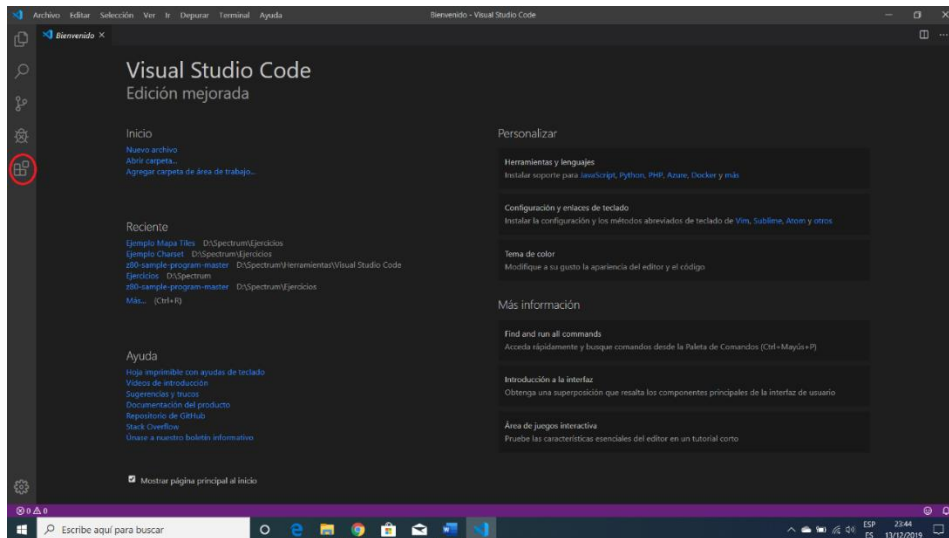 Archivo Editar Selección Ver Ir Depurar Terminal Ayuda
Bienvenido - Visual Studio Code
Bienvenido
Visual Studio Code
Edición mejorada
Inicio
Nuevo archivo
Abrir carpeta...
Agregar carpeta de área de trabajo...
Reciente
Ejemplo Mapa Tiles D:\Spectrum\Ejercicios
Ejemplo Charset D:\Spectrum\Ejercicios
z80-sample-program-master D:\Spectrum\Herramientas\Visual Studio Code
Ejercicios D:\Spectrum
z80-sample-program-master D:\Spectrum\Ejercicios
Más... (Ctrl+R)
Ayuda
Hoja imprimible con ayudas de teclado
Vídeos de introducción
Sugerencias y trucos
Documentación del producto
Repositorio de GitHub
Stack Overflow
Únase a nuestro boletín informativo
Mostrar página principal al inicio
Personalizar
Herramientas y lenguajes
Instalar soporte para JavaScript, Python, PHP, Azure, Docker y más
Configuración y enlaces de teclado
Instalar la configuración y los métodos abreviados de teclado de Vim, Sublime, Atom y otros
Tema de color
Modifique a su gusto la apariencia del editor y el código
Más información
Find and run all commands
Acceda rápidamente y busque comandos desde la Paleta de Comandos (Ctrl+Mayús+P)
Introducción a la interfaz
Obtenga una superposición que resalta los componentes principales de la interfaz de usuario
Área de juegos interactiva
Pruebe las características esenciales del editor en un tutorial corto
0 0
Escribe aquí para buscar
ESP 23:44
ES 13/12/2019